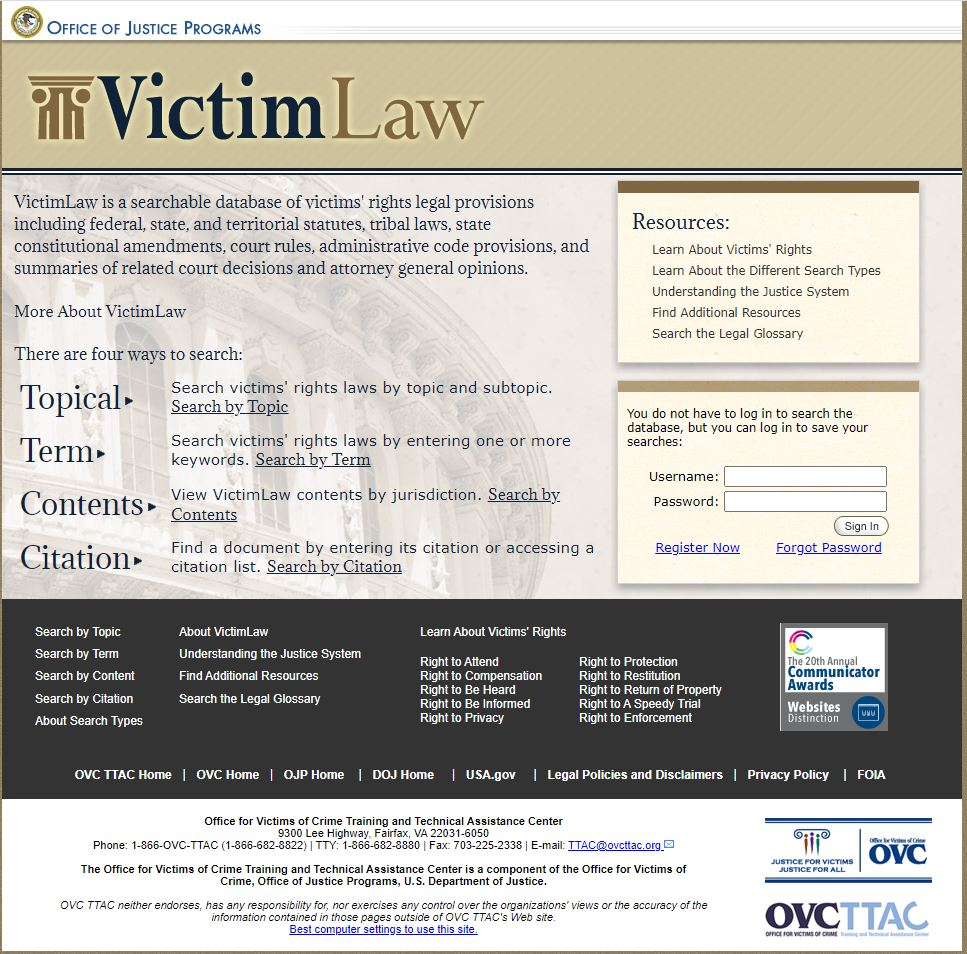 OFFICE OF JUSTICE PROGRAMS
VictimLaw
VictimLaw is a searchable database of victims' rights legal provisions
including federal, state, and territorial statutes, tribal laws, state
constitutional amendments, court rules, administrative code provisions, and
summaries of related court decisions and attorney general opinions.
More About VictimLaw
There are four ways to search:
Topical
Search victims' rights laws by topic and subtopic.
Search by Topic
Term
Search victims' rights laws by entering one or more
keywords. Search by Term
Contents
View VictimLaw contents by jurisdiction. Search by
Contents
Citation
Find a document by entering its citation or accessing a
citation list. Search by Citation
Resources:
Learn About Victims' Rights
Learn About the Different Search Types
Understanding the Justice System
Find Additional Resources
Search the Legal Glossary
You do not have to log in to search the
database, but you can log in to save your
searches:
Username:
Password:
Sign In
Register Now Forgot Password
Search by Topic
Search by Term
Search by Content
Search by Citation
About Search Types
About VictimLaw
Understanding the Justice System
Find Additional Resources
Search the Legal Glossary
Learn About Victims' Rights
Right to Attend
Right to Compensation
Right to Be Heard
Right to Be Informed
Right to Privacy
Right to Protection
Right to Restitution
Right to Return of Property
Right to A Speedy Trial
Right to Enforcement
The 20th Annual
Communicator
Awards
Websites
Distinction
OVC TTAC Home | OVC Home | OJP Home | DOJ Home | USA.gov | Legal Policies and Disclaimers | Privacy Policy | FOIA
Office for Victims of Crime Training and Technical Assistance Center
9300 Lee Highway, Fairfax, VA 22031-6050
Phone: 1-866-OVC-TTAC (1-866-682-8822) | TTY: 1-866-682-8880 | Fax: 703-225-2338 | E-mail: TTAC@ovcttac.org
The Office for Victims of Crime Training and Technical Assistance Center is a component of the Office for Victims of
Crime, Office of Justice Programs, U.S. Department of Justice.
OVC TTAC neither endorses, has any responsibility for, nor exercises any control over the organizations' views or the accuracy of the
information contained in those pages outside of OVC TTAC's Web site.
Best computer settings to use this site.
JUSTICE FOR VICTIMS
JUSTICE FOR ALL
Office for Victims of Crime
OVC
OVCTTAC
OFFICE FOR VICTIMS OF CRIME Training and Technical Assistance Center